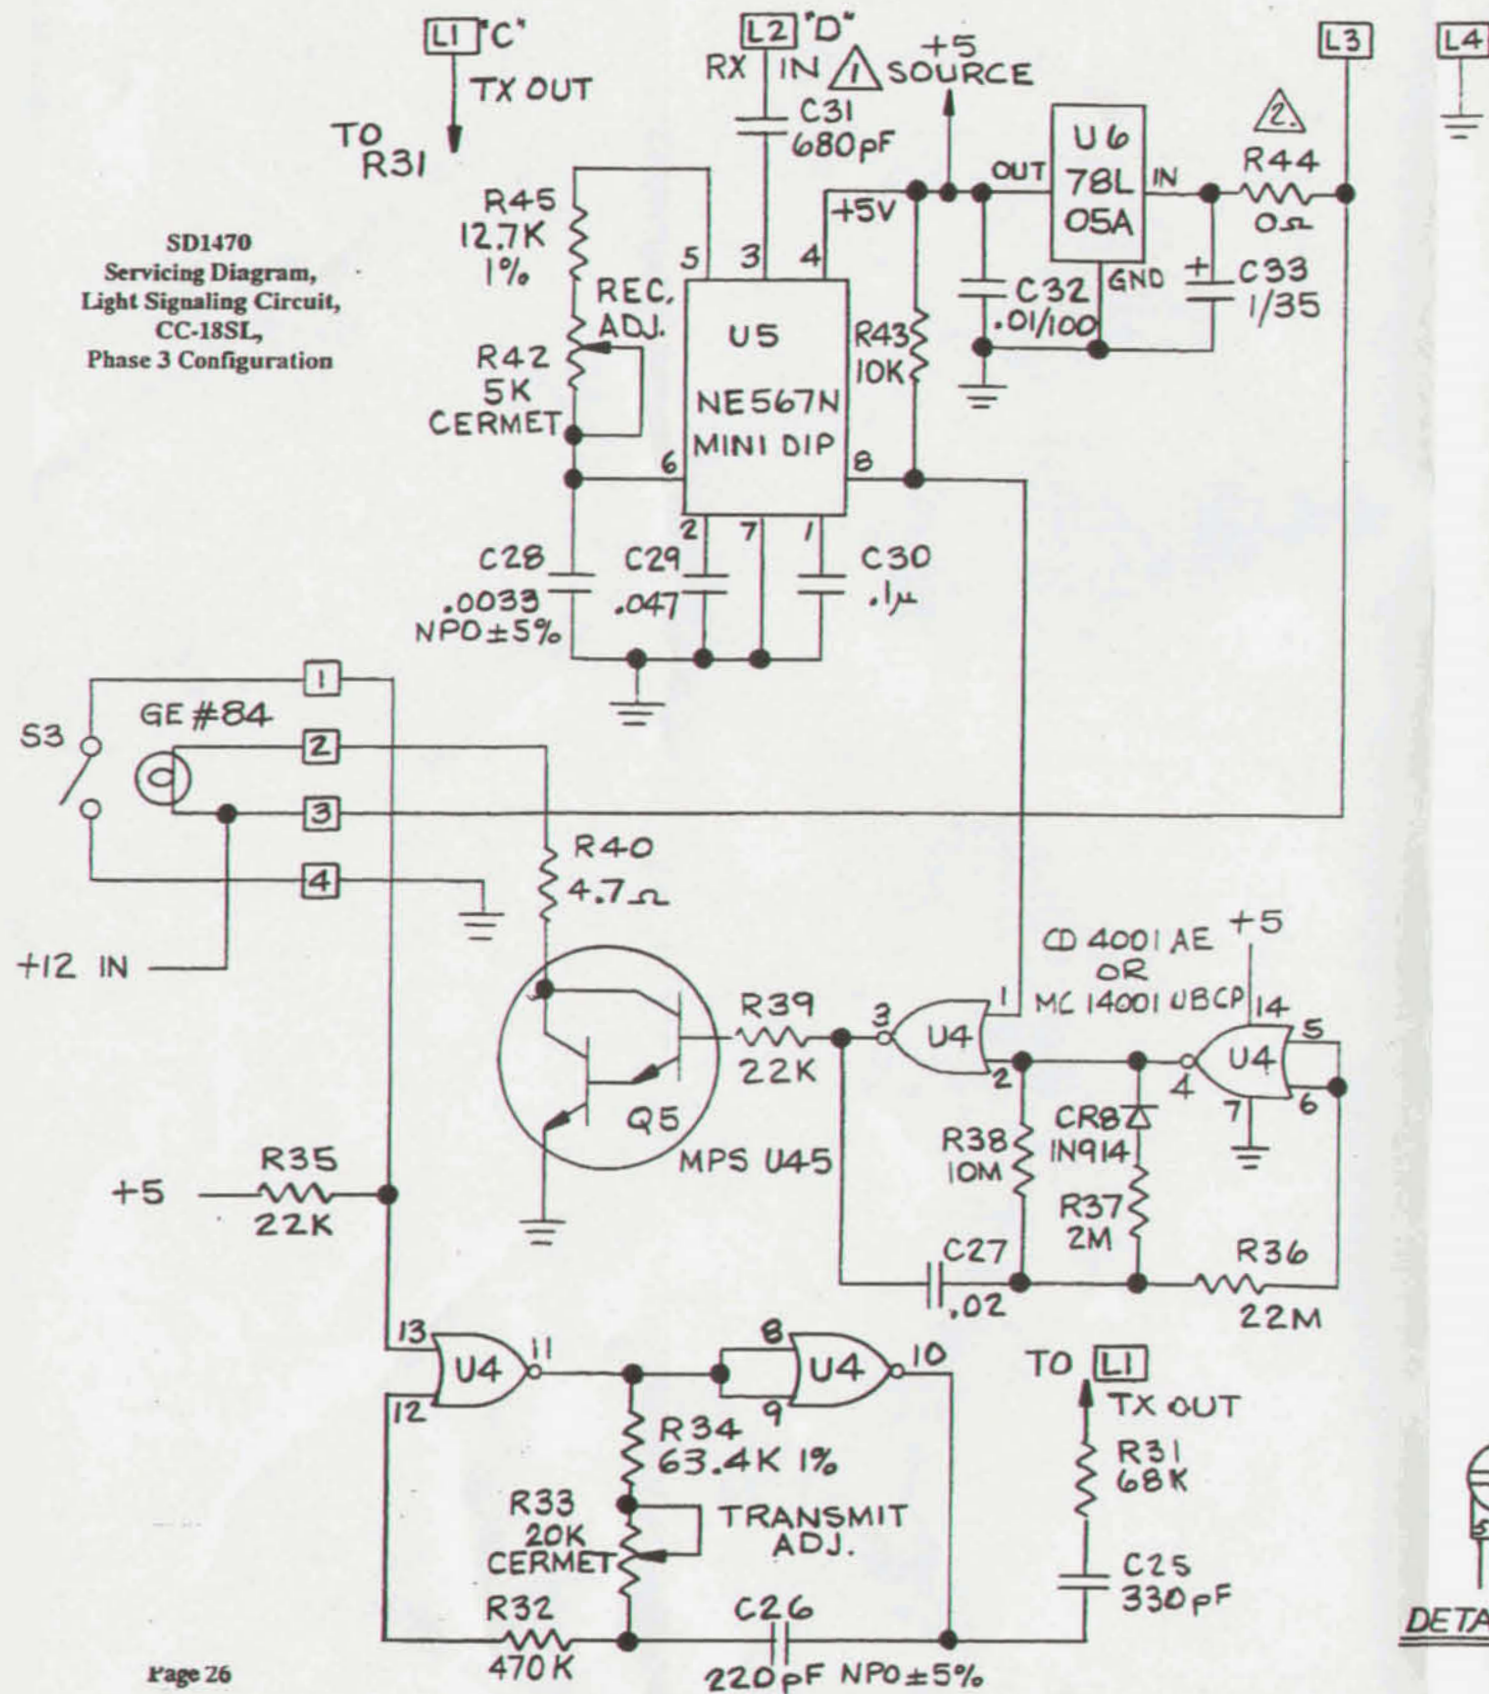 L1 "C"
TX OUT
TO
R31
L2 "D"
RX IN 1
+5
SOURCE
C31
680pF
L3
L4
U6
78L
05A
OUT
IN
GND
2.
R44
0Ω
+5V
R45
12.7K
1%
5
3
4
SD1470
Servicing Diagram,
Light Signaling Circuit,
CC-18SL,
Phase 3 Configuration
REC.
ADJ.
R42
5K
CERMET
U5
NE567N
MINI DIP
R43
10K
C32
.01/100
+
C33
1/35
6
8
2
7
1
C28
.0033
NPO±5%
C29
.047
C30
.1μ
1
S3
GE #84
2
3
4
+12 IN
R40
4.7Ω
CD 4001 AE
OR
MC 14001 UBCP
+5
14
R39
22K
3
U4
1
2
U4
4
5
6
7
Q5
MPS U45
R38
10M
CR8
1N914
R37
2M
R36
22M
C27
.02
+5
R35
22K
13
12
U4
11
8
9
U4
10
TO L1
TX OUT
R31
68K
R34
63.4K 1%
R33
20K
CERMET
TRANSMIT
ADJ.
C25
330pF
R32
470K
C26
220pF NPO±5%
5
DETA
Page 26